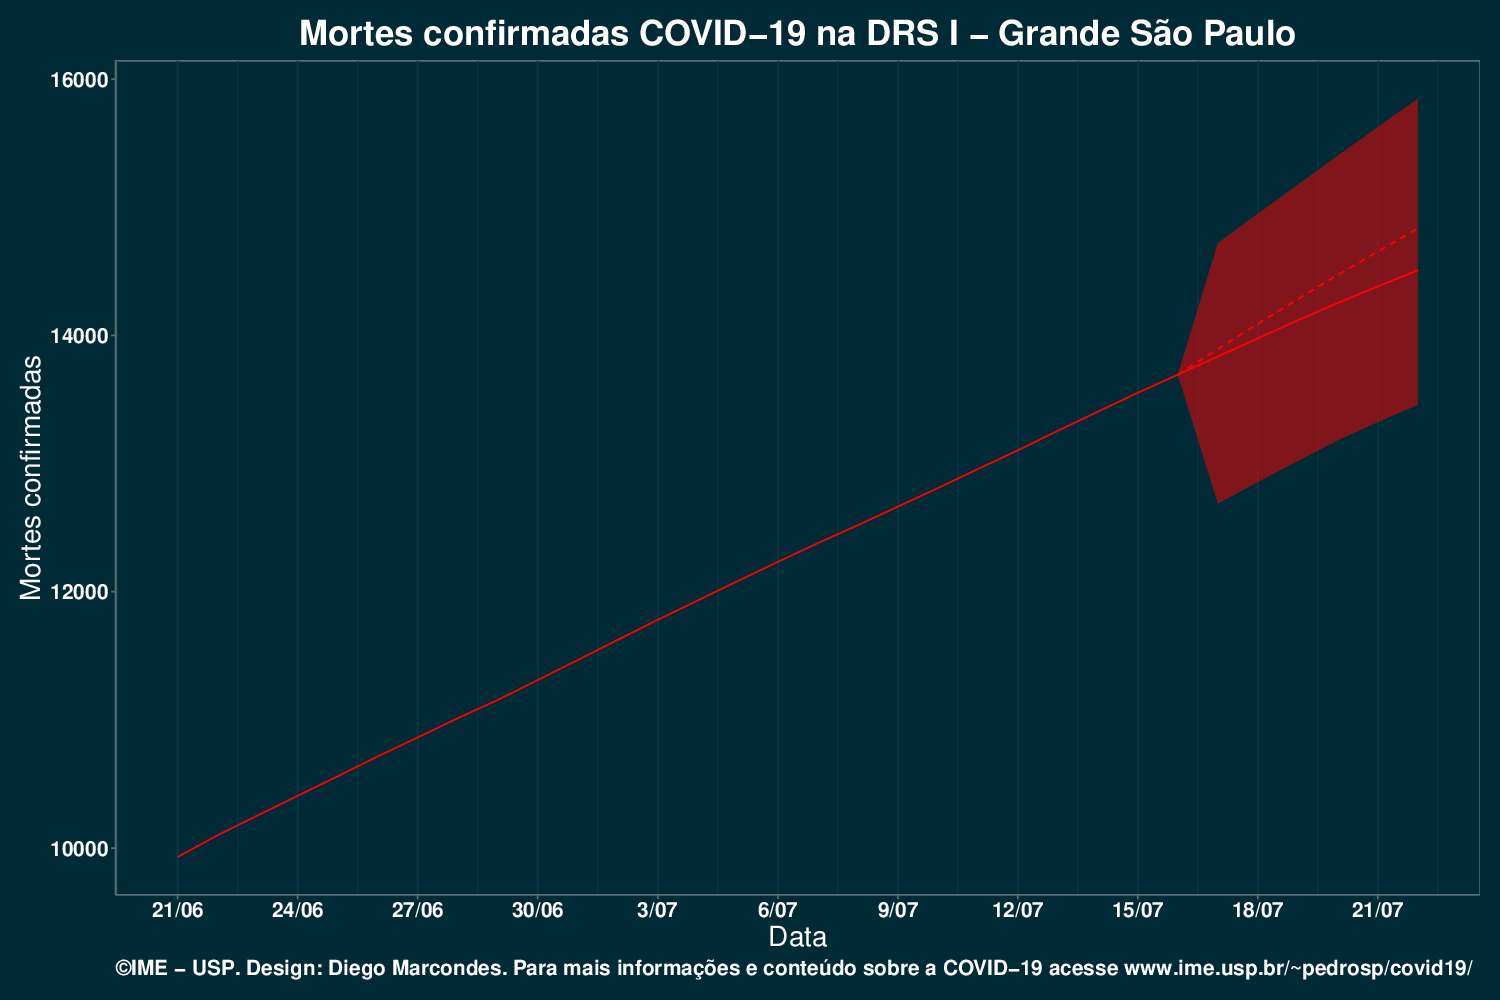 Mortes confirmadas COVID−19 na DRS I − Grande São Paulo
Mortes confirmadas
16000
14000
12000
10000
21/06 24/06 27/06 30/06 3/07 6/07 9/07 12/07 15/07 18/07 21/07
Data
©IME − USP. Design: Diego Marcondes. Para mais informações e conteúdo sobre a COVID−19 acesse www.ime.usp.br/~pedrosp/covid19/